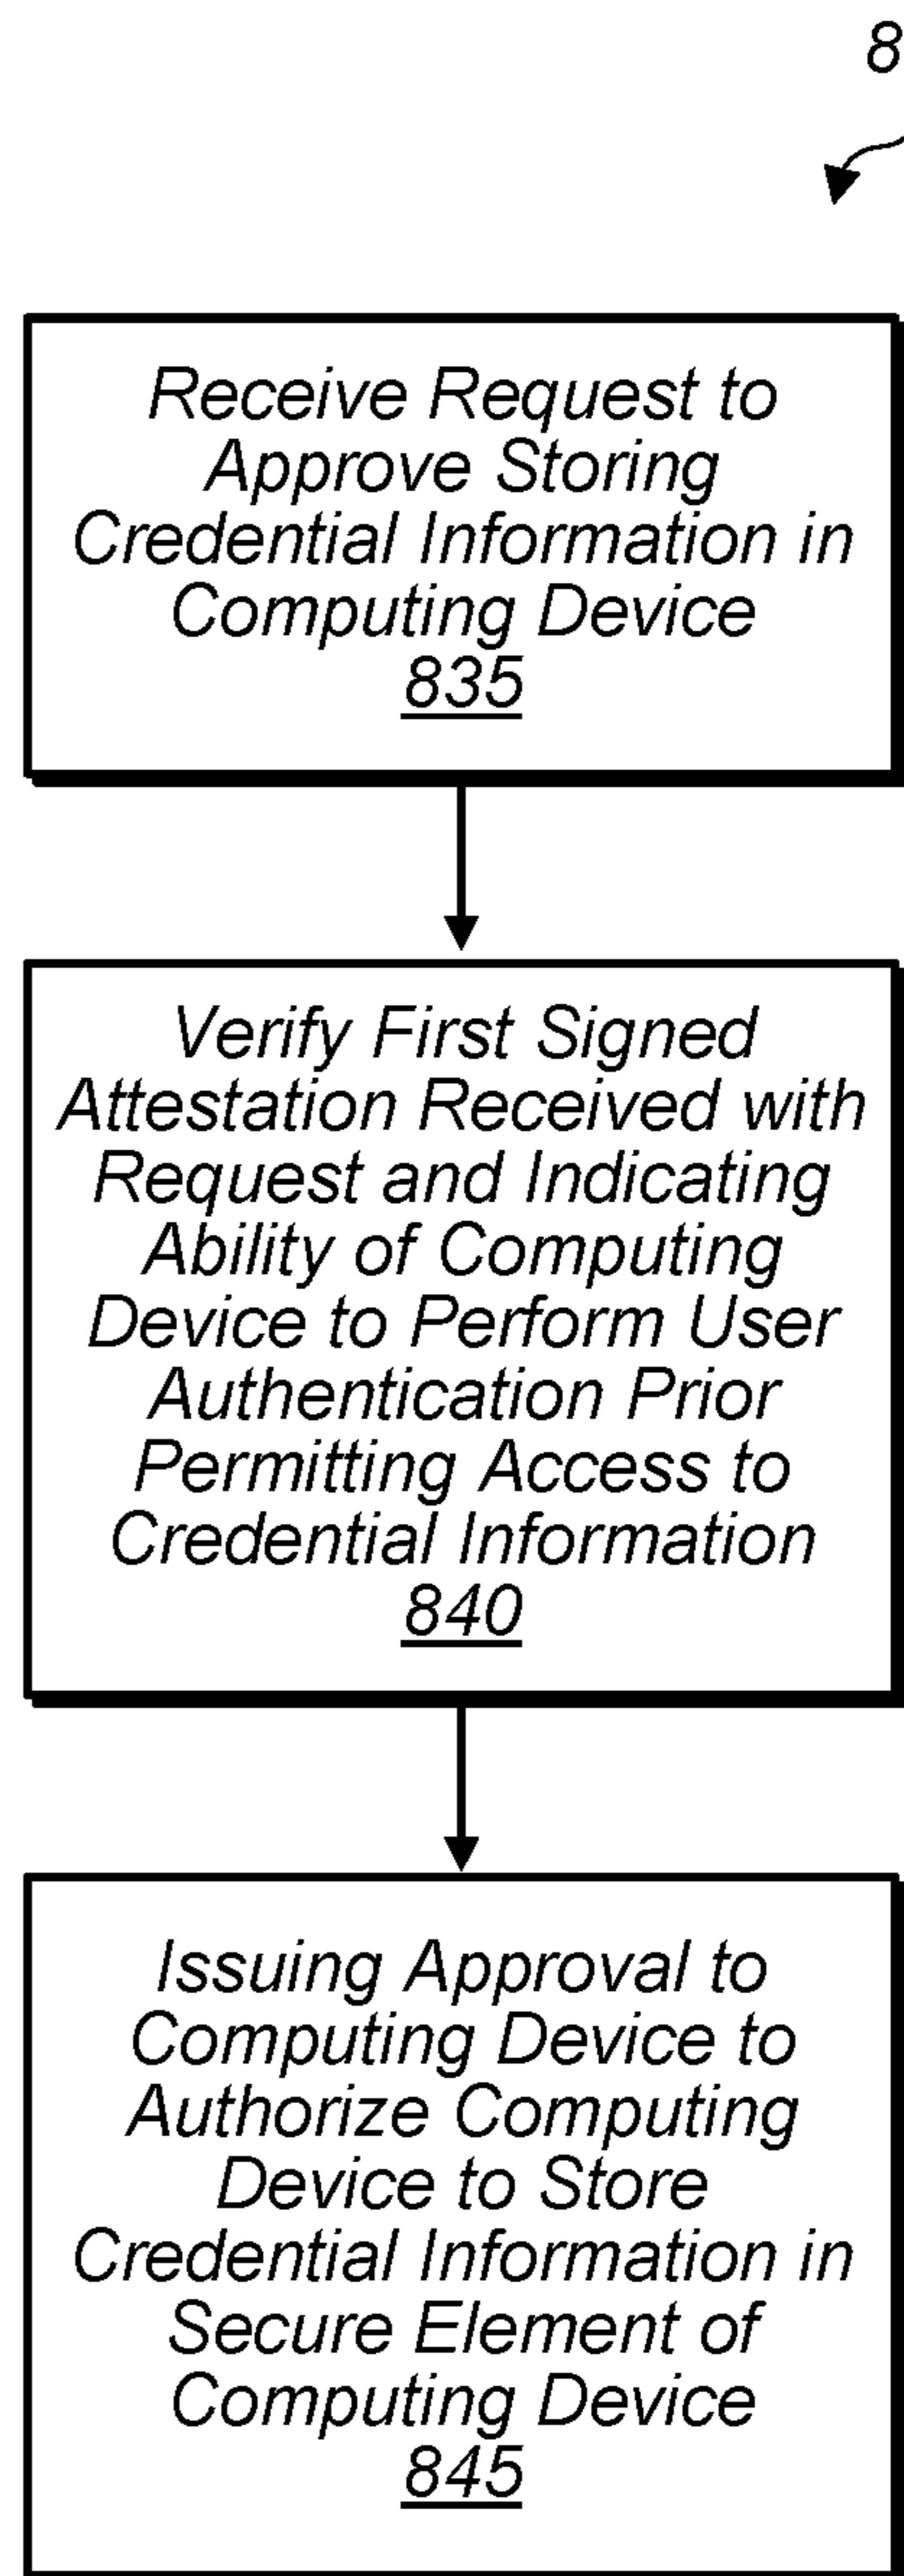 8
Receive Request to
Approve Storing
Credential Information in
Computing Device
835
Verify First Signed
Attestation Received with
Request and Indicating
Ability of Computing
Device to Perform User
Authentication Prior
Permitting Access to
Credential Information
840
Issuing Approval to
Computing Device to
Authorize Computing
Device to Store
Credential Information in
Secure Element of
Computing Device
845